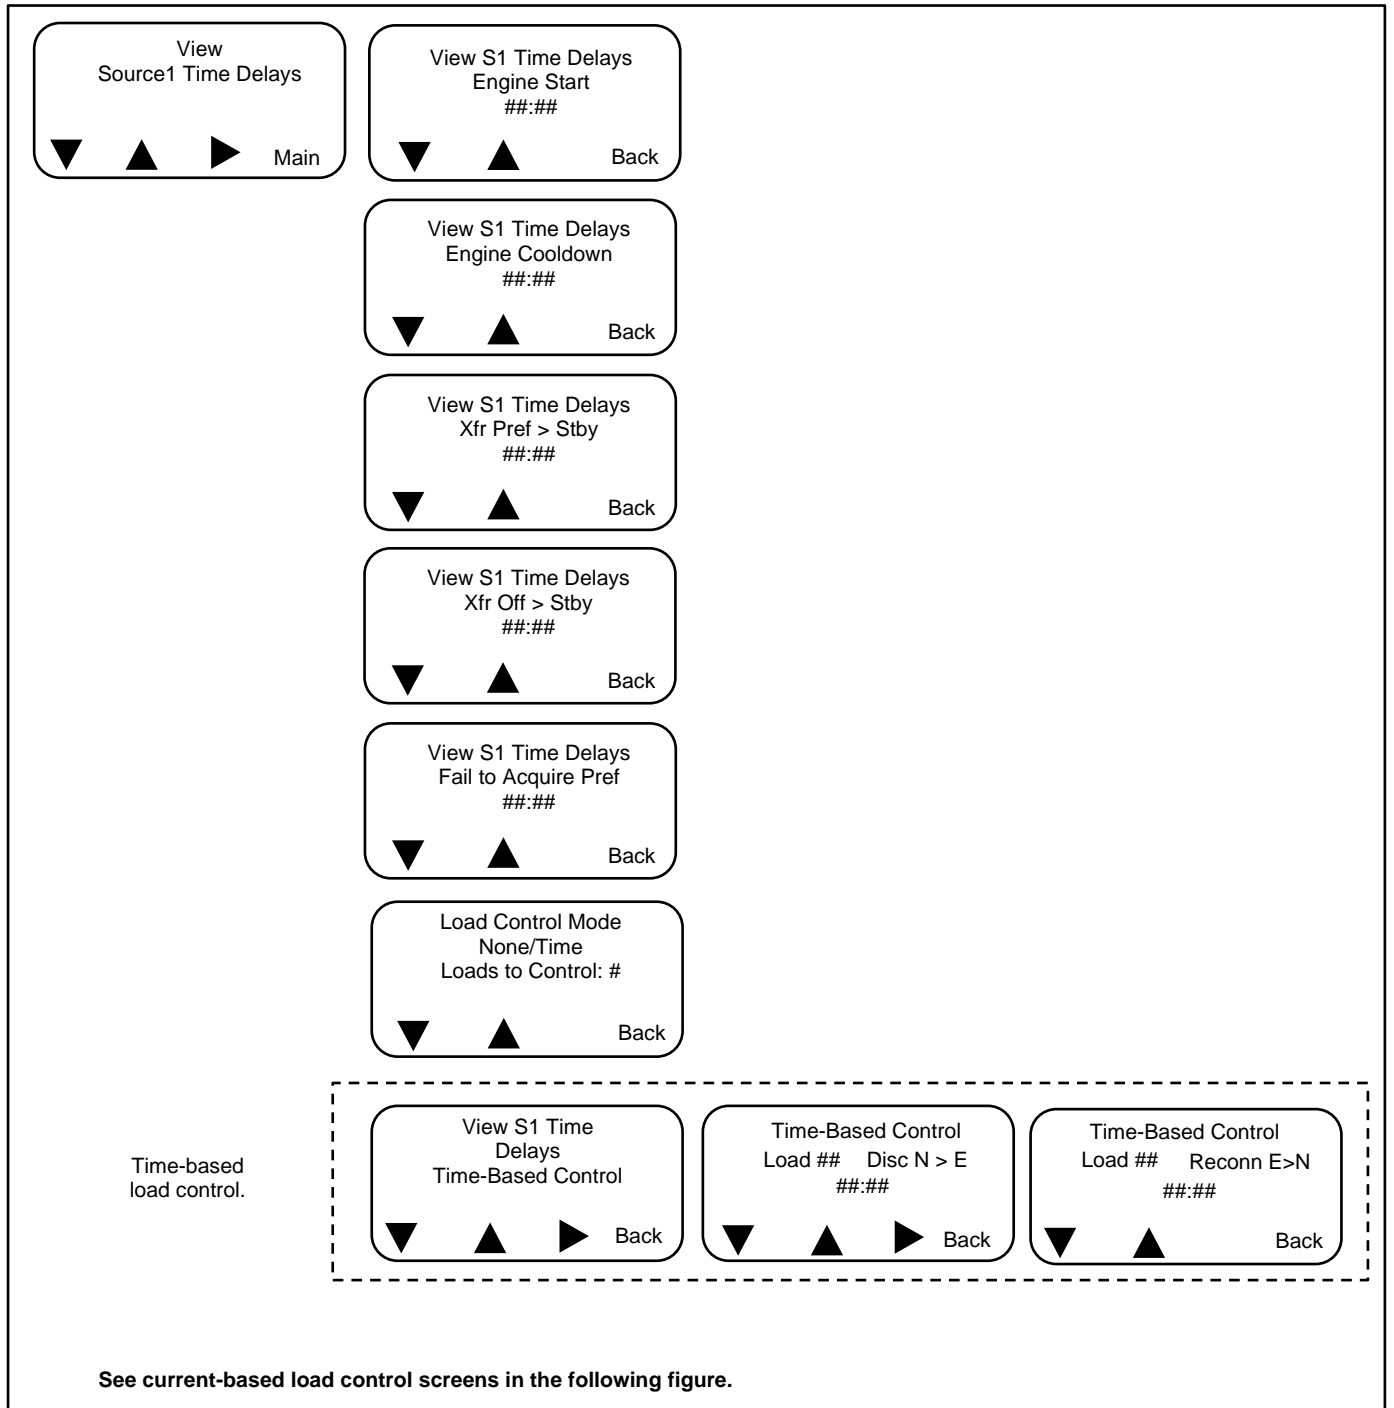 View
Source1 Time Delays
Main
View S1 Time Delays
Engine Start
##:##
Back
View S1 Time Delays
Engine Cooldown
##:##
Back
View S1 Time Delays
Xfr Pref > Stby
##:##
Back
View S1 Time Delays
Xfr Off > Stby
##:##
Back
View S1 Time Delays
Fail to Acquire Pref
##:##
Back
Load Control Mode
None/Time
Loads to Control: #
Back
Time-based
load control.
View S1 Time
Delays
Time-Based Control
Back
Time-Based Control
Load ## Disc N > E
##:##
Back
Time-Based Control
Load ## Reconn E>N
##:##
Back
See current-based load control screens in the following figure.